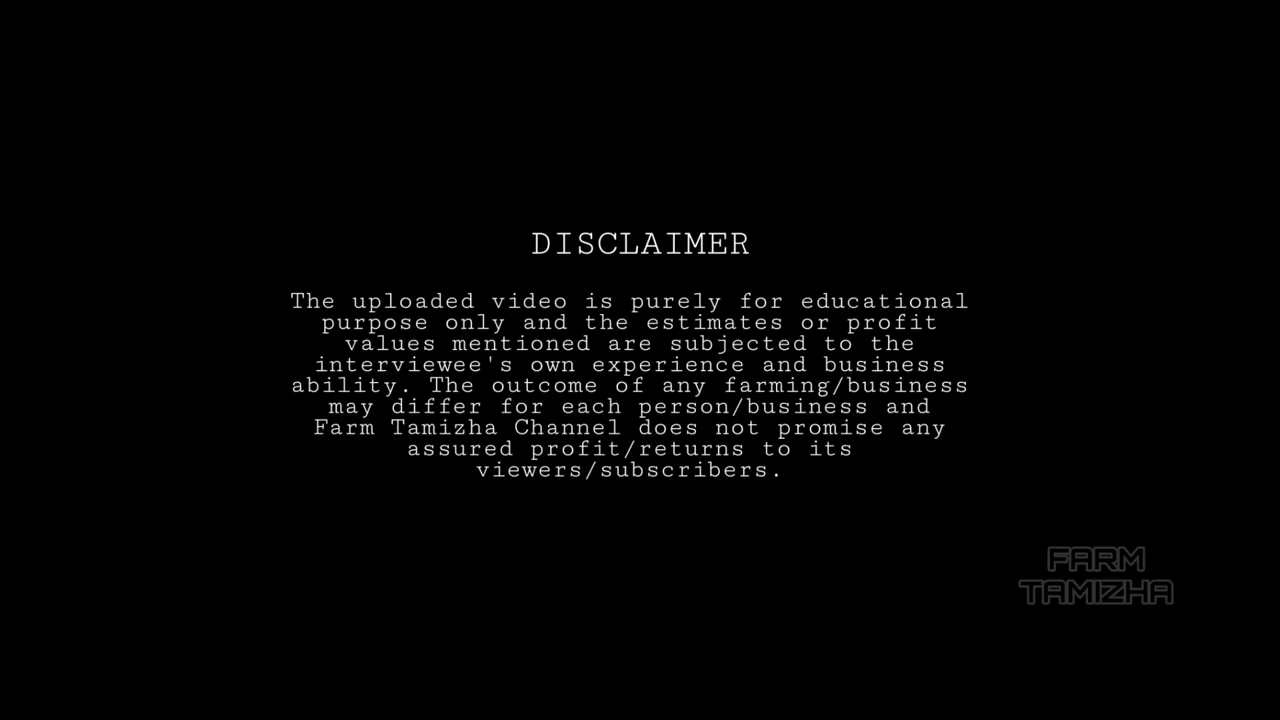 DISCLAIMER
The uploaded video is purely for educational
purpose only and the estimates or profit
values mentioned are subjected to the
interviewee's own experience and business
ability. The outcome of any farming/business
may differ for each person/business and
Farm Tamizha Channel does not promise any
assured profit/returns to its
viewers/subscribers.
FARM
TAMIZHA